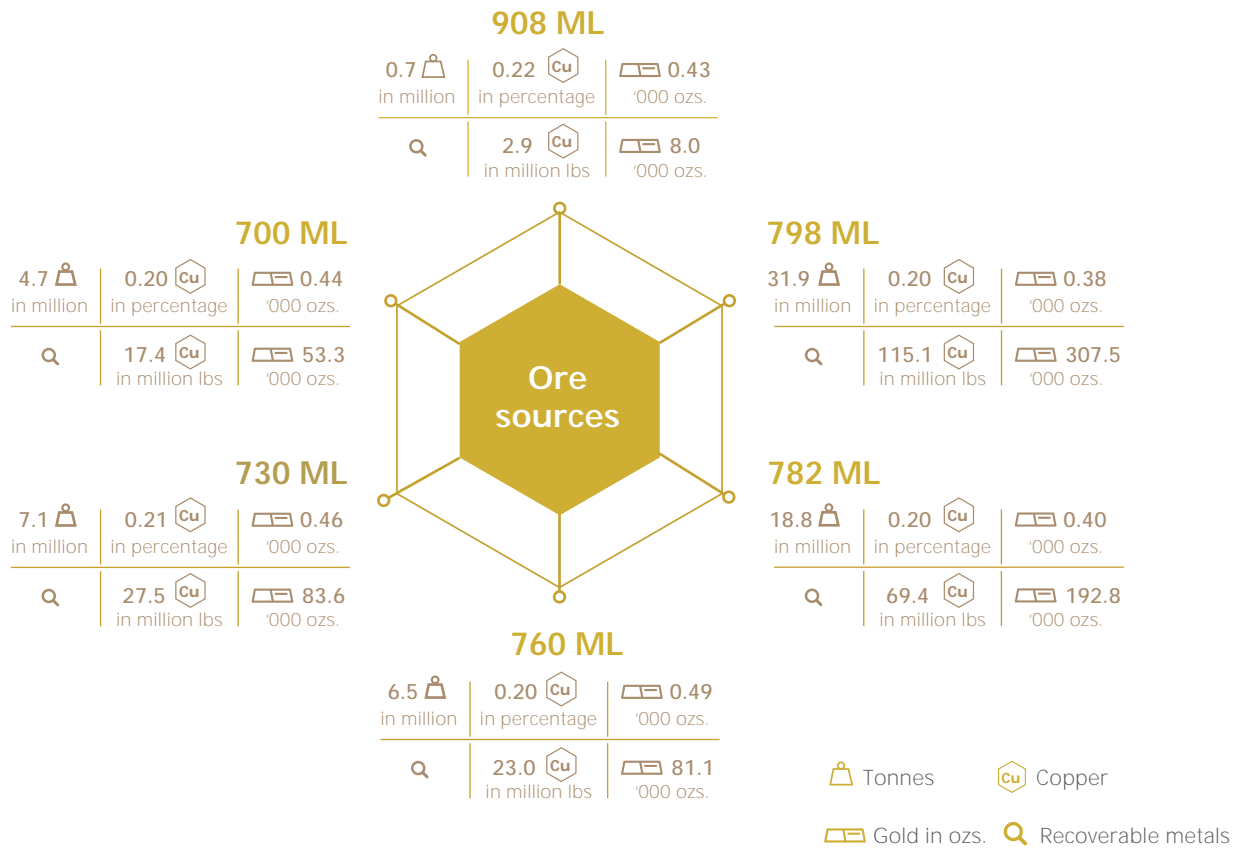 908 ML
0.7 0.22 Cu 0.43
in million in percentage '000 ozs.
2.9 Cu 8.0
in million lbs '000 ozs.
700 ML
4.7 0.20 Cu 0.44
in million in percentage '000 ozs.
17.4 Cu 53.3
in million lbs '000 ozs.
798 ML
31.9 0.20 Cu 0.38
in million in percentage '000 ozs.
115.1 Cu 307.5
in million lbs '000 ozs.
Ore
sources
730 ML
7.1 0.21 Cu 0.46
in million in percentage '000 ozs.
27.5 Cu 83.6
in million lbs '000 ozs.
782 ML
18.8 0.20 Cu 0.40
in million in percentage '000 ozs.
69.4 Cu 192.8
in million lbs '000 ozs.
760 ML
6.5 0.20 Cu 0.49
in million in percentage '000 ozs.
23.0 Cu 81.1
in million lbs '000 ozs.
Tonnes Cu Copper
Gold in ozs. Recoverable metals